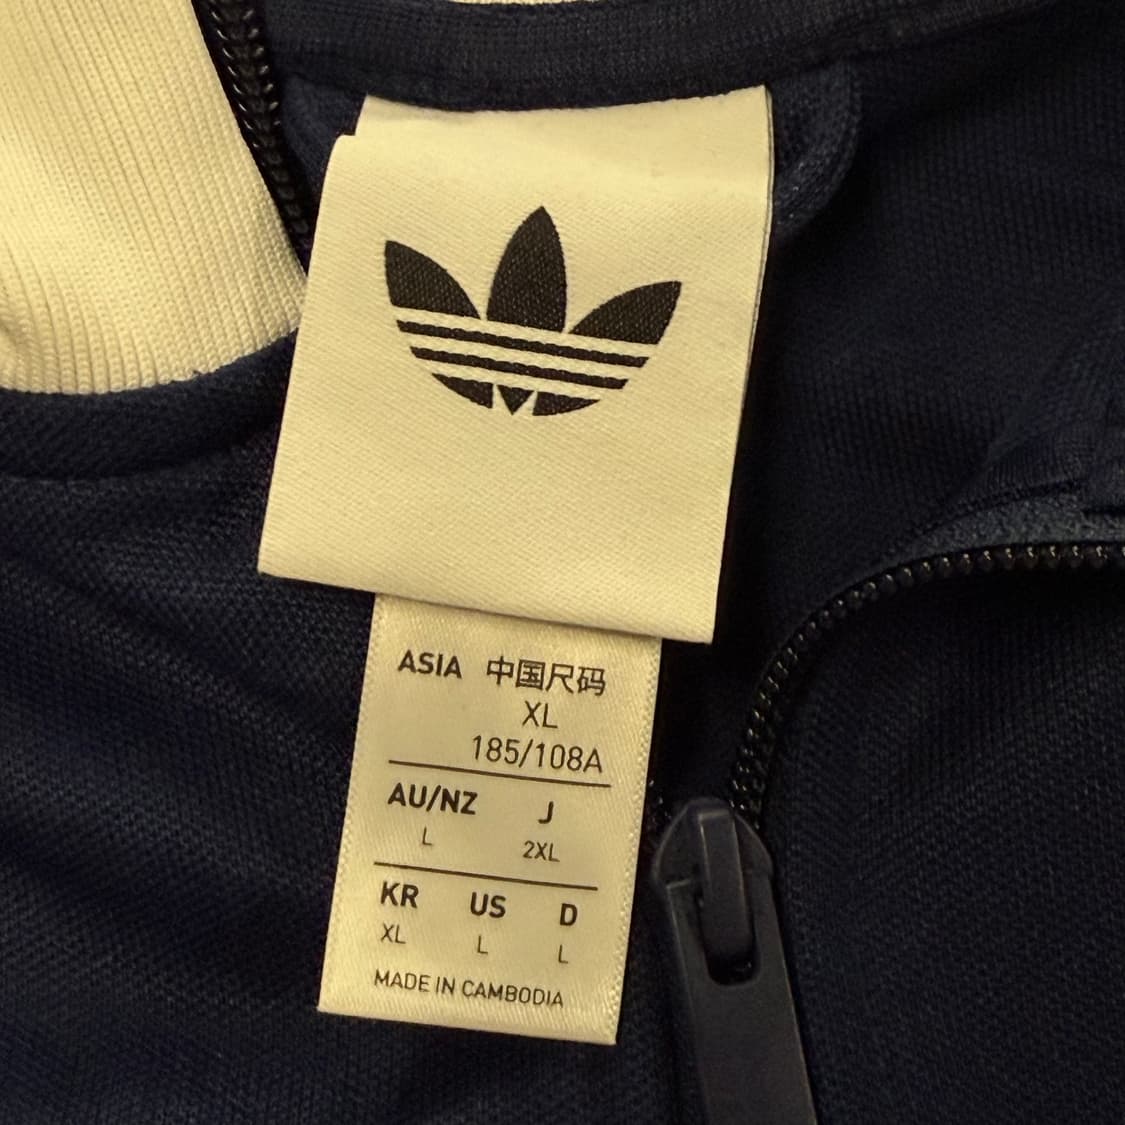 ASIA 中国尺码
XL
185/108A
AU/NZ J
L 2XL
KR US D
XL L L
MADE IN CAMBODIA